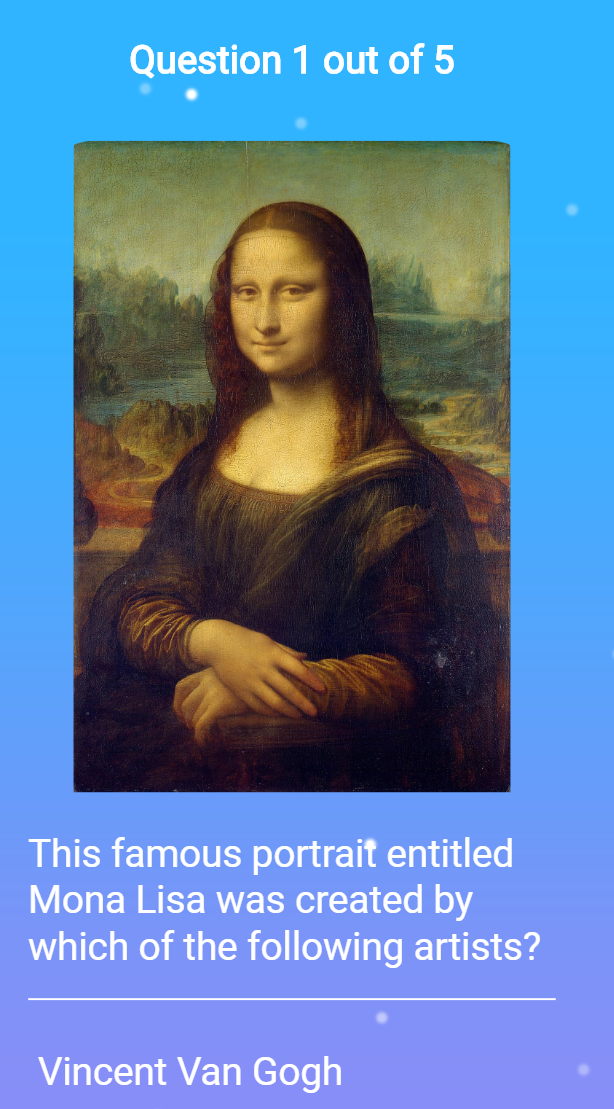 Question 1 out of 5
This famous portrait entitled
Mona Lisa was created by
which of the following artists?
Vincent Van Gogh